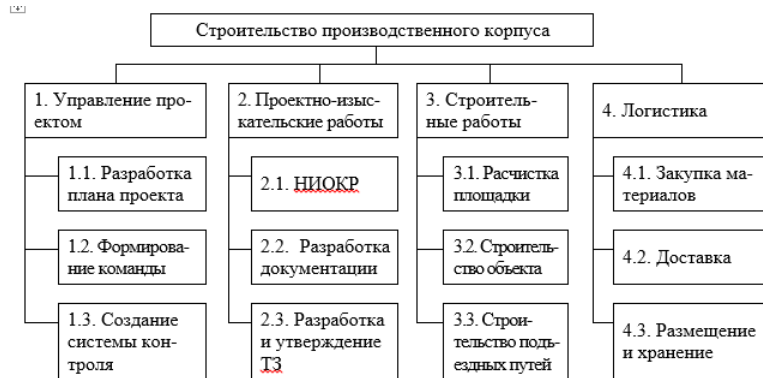 Строительство производственного корпуса
1. Управление про-
ектом
1.1. Разработка
плана проекта
1.2. Формирова-
ние команды
1.3. Создание
системы кон-
троля
2. Проектно-изыс-
кательские работы
2.1. НИОКР
2.2. Разработка
документации
2.3. Разработка
и утверждение
ТЗ
3. Строитель-
ные работы
3.1. Расчистка
площадки
3.2. Строитель-
ство объекта
3.3. Строи-
тельство подъ-
ездных путей
4. Логистика
4.1. Закупка ма-
териалов
4.2. Доставка
4.3. Размещение
и хранение